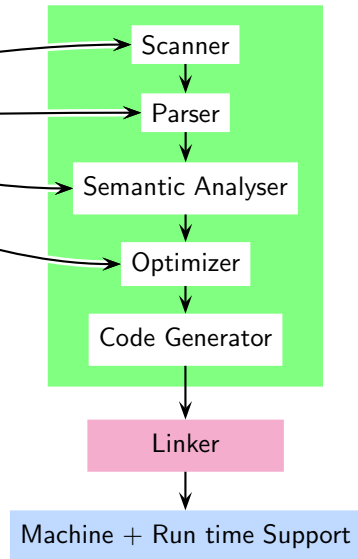 Scanner
Parser
Semantic Analyser
Optimizer
Code Generator
Linker
Machine + Run time Support